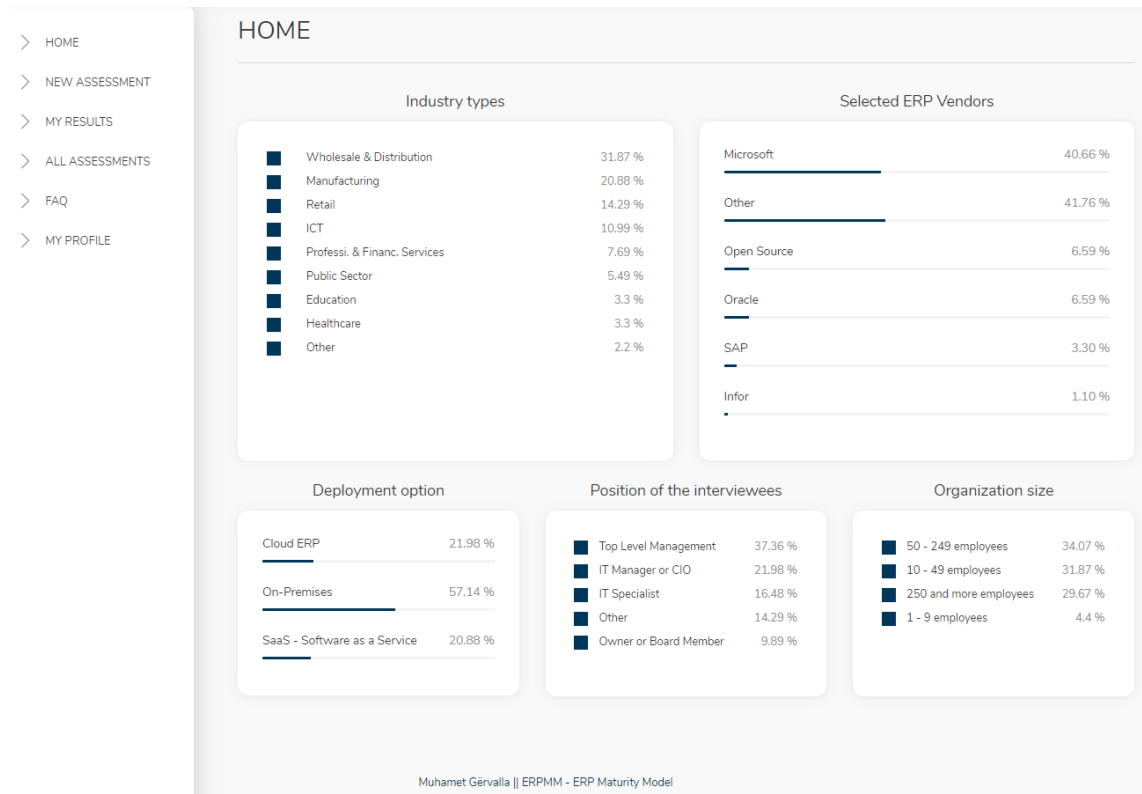 HOME
NEW ASSESSMENT
MY RESULTS
ALL ASSESSMENTS
FAQ
MY PROFILE
HOME
Industry types
Wholesale & Distribution 31.87 %
Manufacturing 20.88 %
Retail 14.29 %
ICT 10.99 %
Professi. & Financ. Services 7.69 %
Public Sector 5.49 %
Education 3.3 %
Healthcare 3.3 %
Other 2.2 %
Selected ERP Vendors
Microsoft 40.66 %
Other 41.76 %
Open Source 6.59 %
Oracle 6.59 %
SAP 3.30 %
Infor 1.10 %
Deployment option
Cloud ERP 21.98 %
On-Premises 57.14 %
SaaS - Software as a Service 20.88 %
Position of the interviewees
Top Level Management 37.36 %
IT Manager or CIO 21.98 %
IT Specialist 16.48 %
Other 14.29 %
Owner or Board Member 9.89 %
Organization size
50 - 249 employees 34.07 %
10 - 49 employees 31.87 %
250 and more employees 29.67 %
1 - 9 employees 4.4 %
Muhamet Gërvalla || ERPMM - ERP Maturity Model